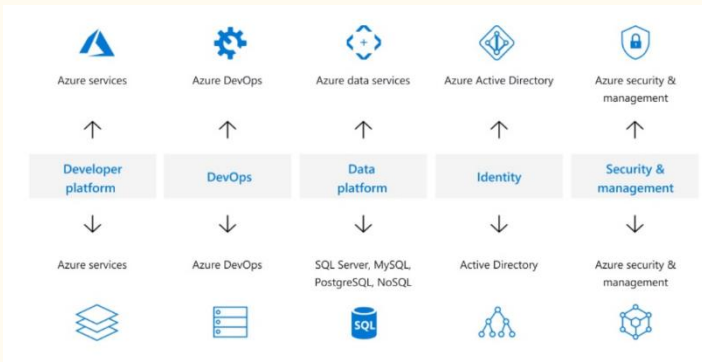 Azure services
Azure DevOps
Azure data services
Azure Active Directory
Azure security &
management
Developer
platform
DevOps
Data
platform
Identity
Security &
management
Azure services
Azure DevOps
SQL Server, MySQL,
PostgreSQL, NoSQL
Active Directory
Azure security &
management
SQL